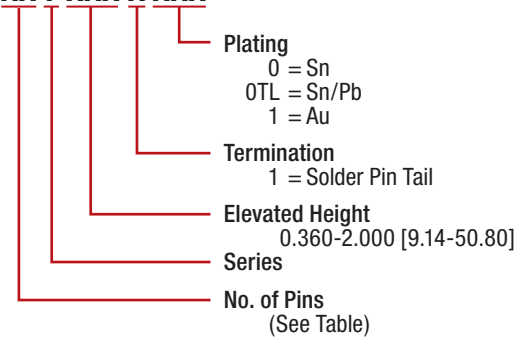 Plating
0 = Sn
0TL = Sn/Pb
1 = Au
Termination
1 = Solder Pin Tail
Elevated Height
0.360-2.000 [9.14-50.80]
Series
No. of Pins
(See Table)